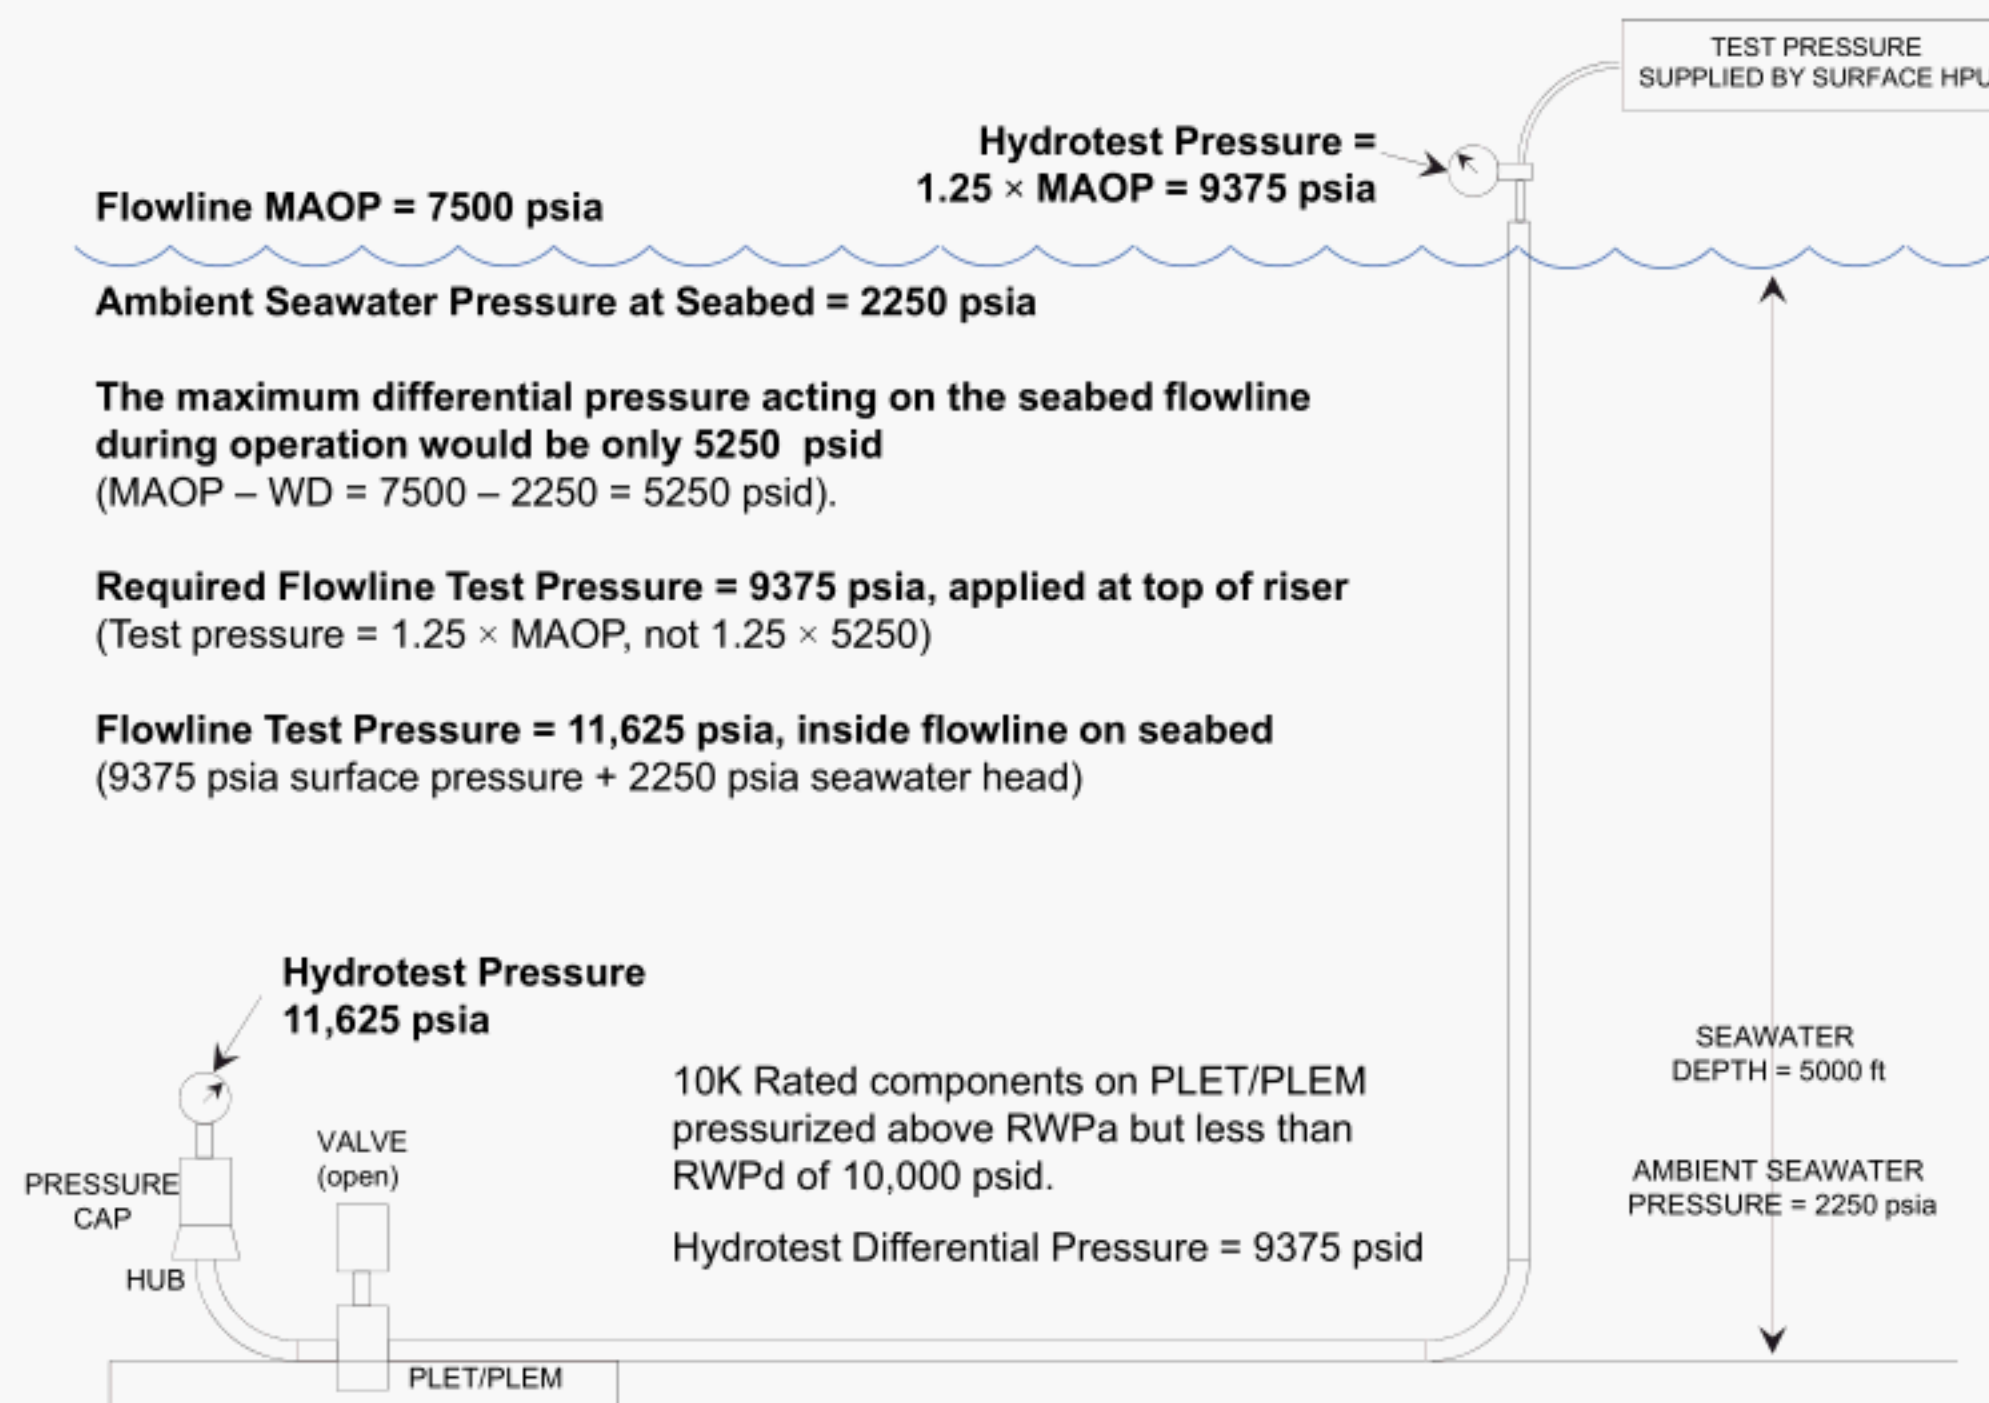 TEST PRESSURE
SUPPLIED BY SURFACE HPU
Hydrotest Pressure =
1.25 × MAOP = 9375 psia
Flowline MAOP = 7500 psia
Ambient Seawater Pressure at Seabed = 2250 psia
The maximum differential pressure acting on the seabed flowline
during operation would be only 5250 psid
(MAOP – WD = 7500 – 2250 = 5250 psid).
Required Flowline Test Pressure = 9375 psia, applied at top of riser
(Test pressure = 1.25 × MAOP, not 1.25 × 5250)
Flowline Test Pressure = 11,625 psia, inside flowline on seabed
(9375 psia surface pressure + 2250 psia seawater head)
Hydrotest Pressure
11,625 psia
SEAWATER
DEPTH = 5000 ft
10K Rated components on PLET/PLEM
pressurized above RWPa but less than
RWPd of 10,000 psid.
VALVE
(open)
PRESSURE
CAP
AMBIENT SEAWATER
PRESSURE = 2250 psia
Hydrotest Differential Pressure = 9375 psid
HUB
PLET/PLEM